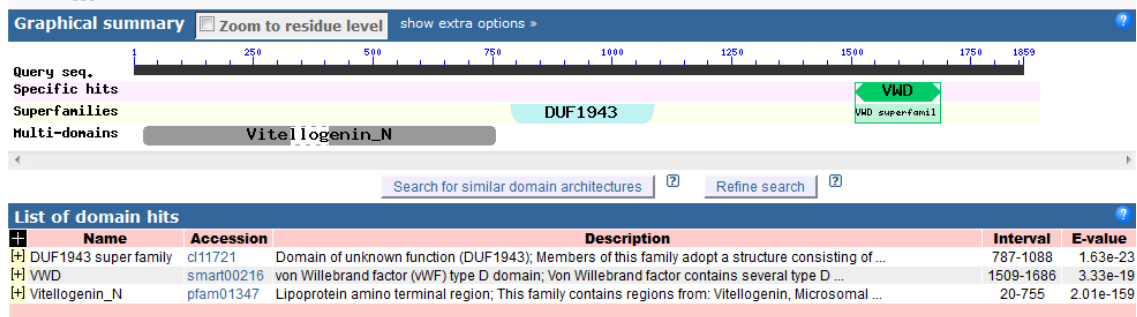 Graphical summary Zoom to residue level show extra options » ?
1 250 500 750 1000 1250 1500 1750 1859
Query seq.
Specific hits VWD
Superfamilies DUF1943 VWD superfamil
Multi-domains Vitellogenin_N
Search for similar domain architectures ? Refine search ?
List of domain hits ?
+ Name Accession Description Interval E-value
[+] DUF1943 super family cl11721 Domain of unknown function (DUF1943); Members of this family adopt a structure consisting of ... 787-1088 1.63e-23
[+] VWD smart00216 von Willebrand factor (vWF) type D domain; Von Willebrand factor contains several type D ... 1509-1686 3.33e-19
[+] Vitellogenin_N pfam01347 Lipoprotein amino terminal region; This family contains regions from: Vitellogenin, Microsomal ... 20-755 2.01e-159